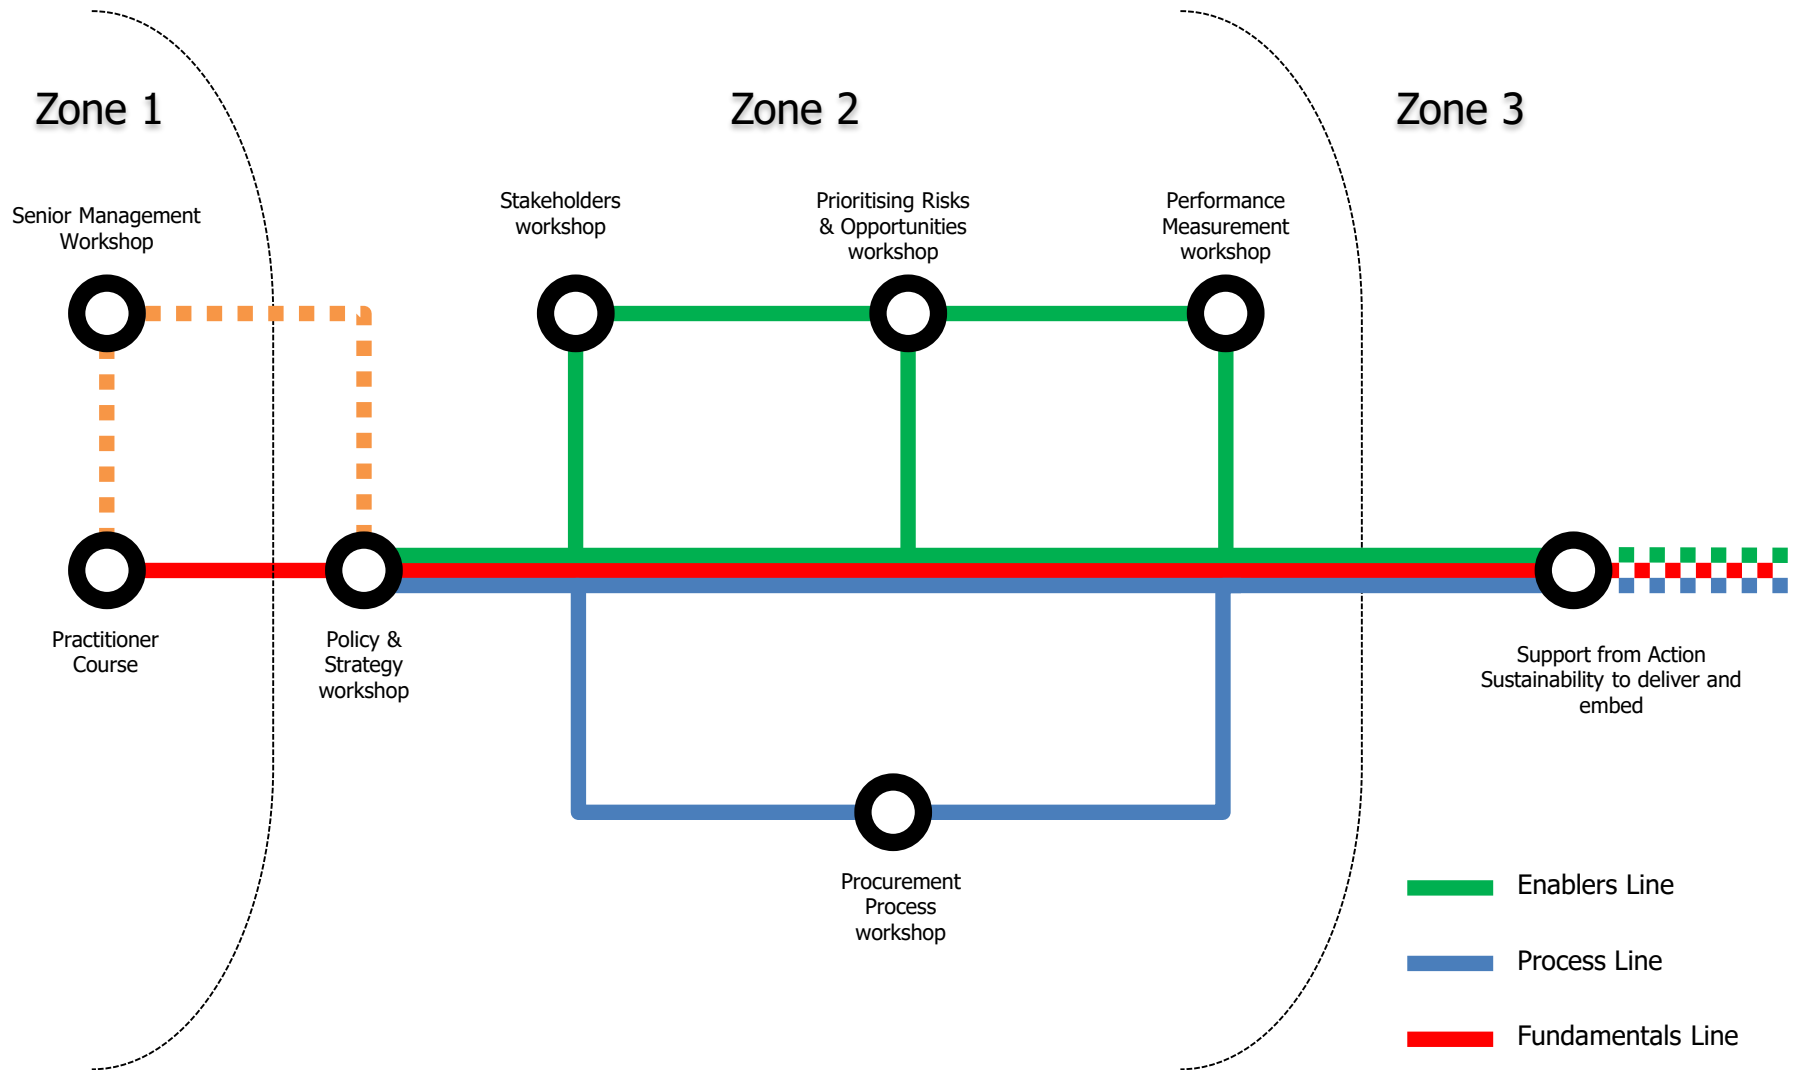 Zone 1
Zone 2
Zone 3
Senior Management
Workshop
Stakeholders
workshop
Prioritising Risks
& Opportunities
workshop
Performance
Measurement
workshop
Practitioner
Course
Policy &
Strategy
workshop
Support from Action
Sustainability to deliver and
embed
Procurement
Process
workshop
Enablers Line
Process Line
Fundamentals Line